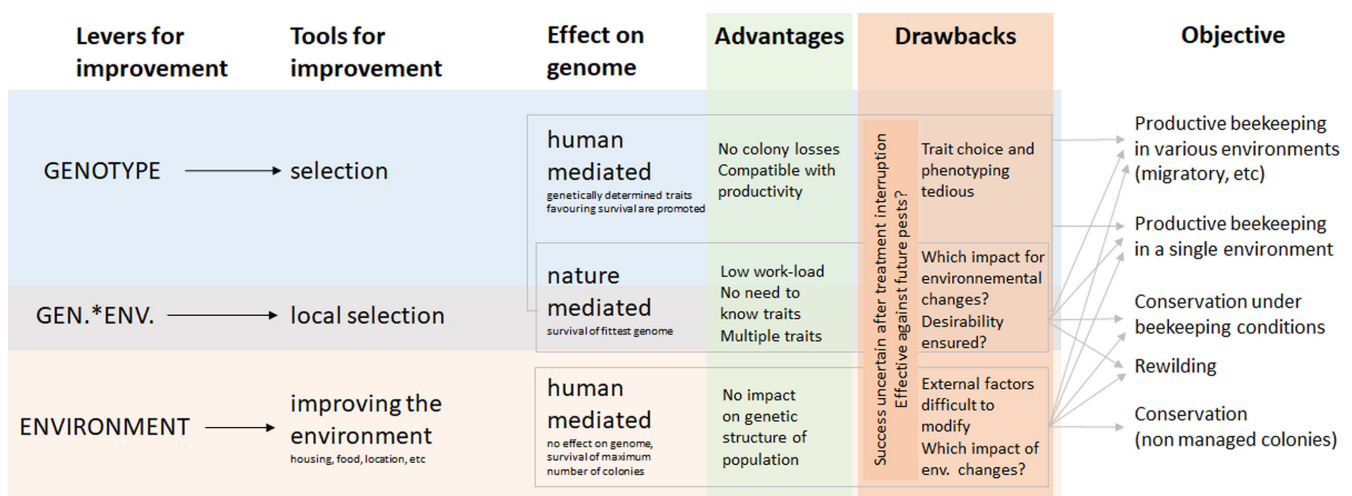 Levers for
improvement
Tools for
improvement
Effect on
genome
Advantages
Drawbacks
Objective
GENOTYPE
selection
human
mediated
genetically determined traits
favouring survival are promoted
No colony losses
Compatible with
productivity
Success uncertain after treatment interruption
Effective against future pests?
Trait choice and
phenotyping
tedious
Productive beekeeping
in various environments
(migratory, etc)
Productive beekeeping
in a single environment
GEN.*ENV.
local selection
nature
mediated
survival of fittest genome
Low work-load
No need to
know traits
Multiple traits
Which impact for
environnemental
changes?
Desirability
ensured?
Conservation under
beekeeping conditions
Rewilding
ENVIRONMENT
improving the
environment
housing, food, location, etc
human
mediated
no effect on genome,
survival of maximum
number of colonies
No impact
on genetic
structure of
population
External factors
difficult to
modify
Which impact of
env. changes?
Conservation
(non managed colonies)